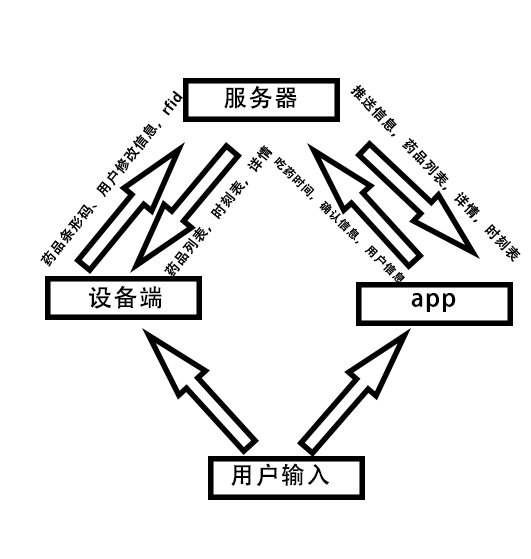 服务器
药品条形码、用户修改信息，rfid
药品列表，时刻表，详情
吃药时间，确认信息，用户信息
推送信息，药品列表，详情，时刻表
设备端
app
用户输入